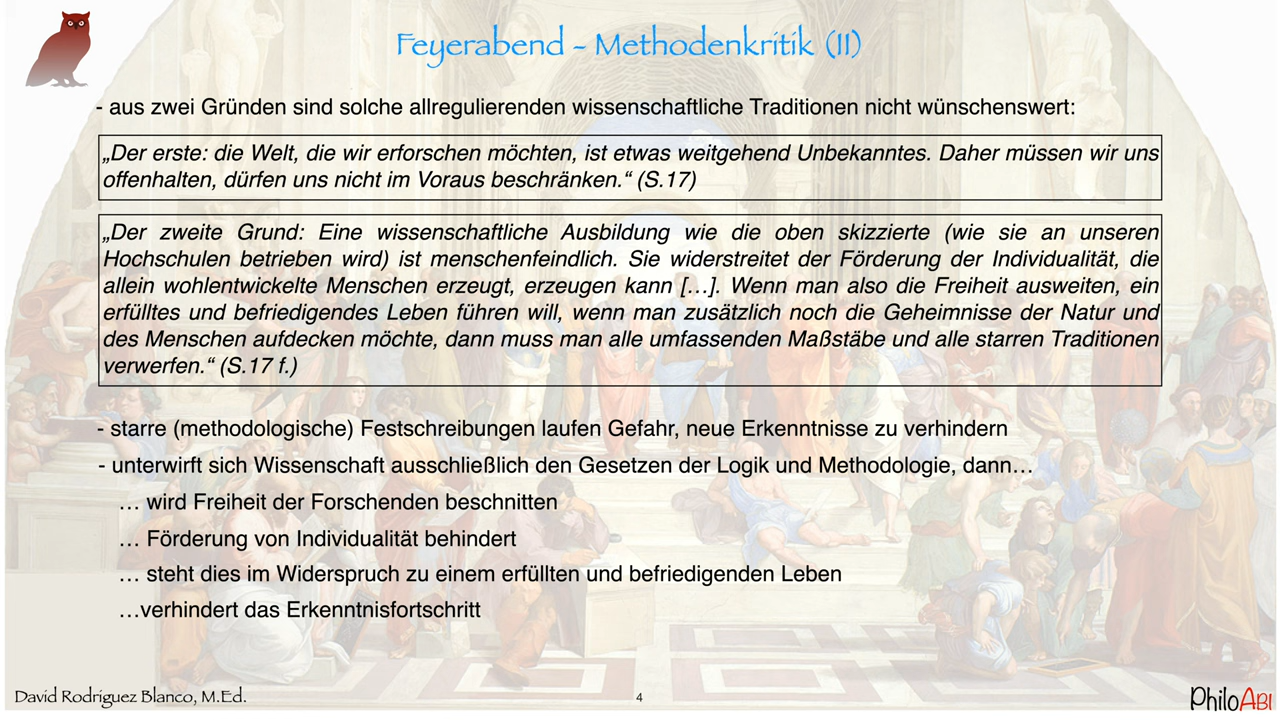 Feyerabend - Methodenkritik (II)
- aus zwei Gründen sind solche allregulierenden wissenschaftliche Traditionen nicht wünschenswert:
„Der erste: die Welt, die wir erforschen möchten, ist etwas weitgehend Unbekanntes. Daher müssen wir uns
offenhalten, dürfen uns nicht im Voraus beschränken.“ (S.17)
„Der zweite Grund: Eine wissenschaftliche Ausbildung wie die oben skizzierte (wie sie an unseren
Hochschulen betrieben wird) ist menschenfeindlich. Sie widerstreitet der Förderung der Individualität, die
allein wohlentwickelte Menschen erzeugt, erzeugen kann […]. Wenn man also die Freiheit ausweiten, ein
erfülltes und befriedigendes Leben führen will, wenn man zusätzlich noch die Geheimnisse der Natur und
des Menschen aufdecken möchte, dann muss man alle umfassenden Maßstäbe und alle starren Traditionen
verwerfen.“ (S.17 f.)
- starre (methodologische) Festschreibungen laufen Gefahr, neue Erkenntnisse zu verhindern
- unterwirft sich Wissenschaft ausschließlich den Gesetzen der Logik und Methodologie, dann…
… wird Freiheit der Forschenden beschnitten
… Förderung von Individualität behindert
… steht dies im Widerspruch zu einem erfüllten und befriedigenden Leben
…verhindert das Erkenntnisfortschritt
David Rodriguez Blanco, M.Ed.
4
PhiloABI